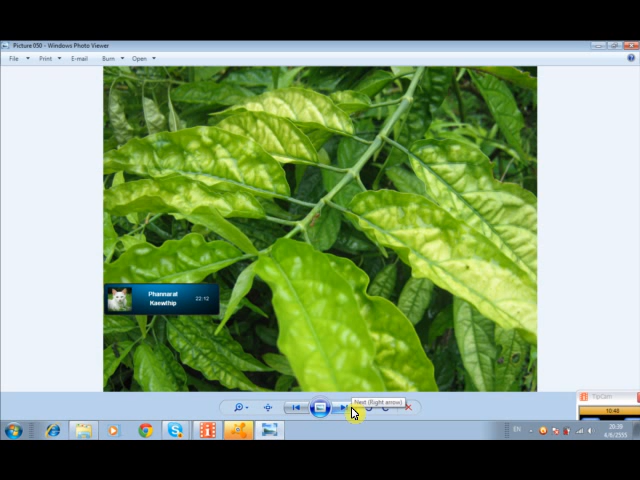 Picture 050 - Windows Photo Viewer
File Print E-mail Burn Open
Phannarat
Kaewthip
22:12
Next (Right arrow)
TipCam
10:48
EN
20:39
4/6/2555